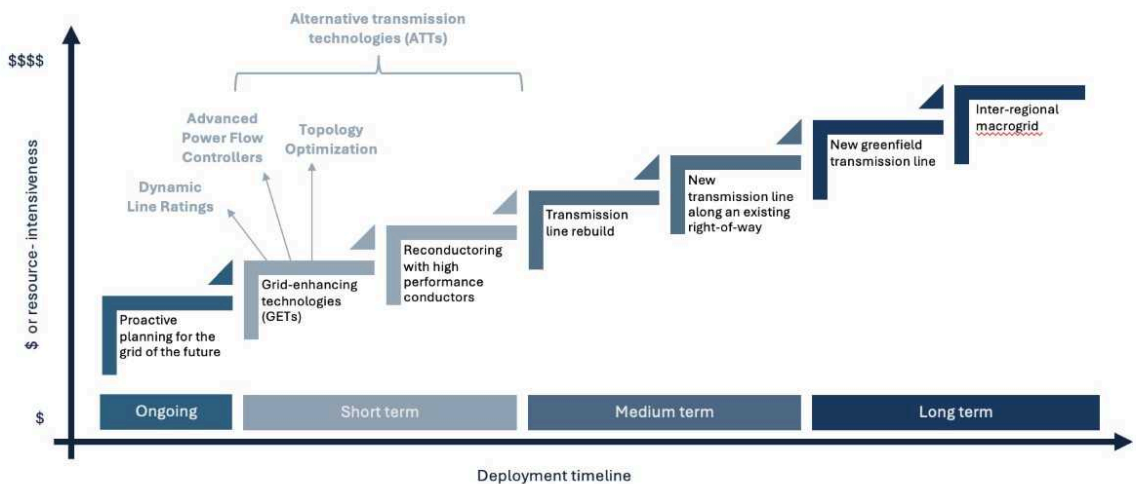 Alternative transmission
technologies (ATTs)
$$$$
Advanced
Power Flow
Controllers
Topology
Optimization
Dynamic
Line Ratings
$ or resource- intensiveness
Inter-regional
macrogrid
New greenfield
transmission line
New
transmission line
along an existing
right-of-way
Transmission
line rebuild
Reconductoring
with high
performance
conductors
Grid-enhancing
technologies
(GETs)
Proactive
planning for the
grid of the future
$
Ongoing
Short term
Medium term
Long term
Deployment timeline